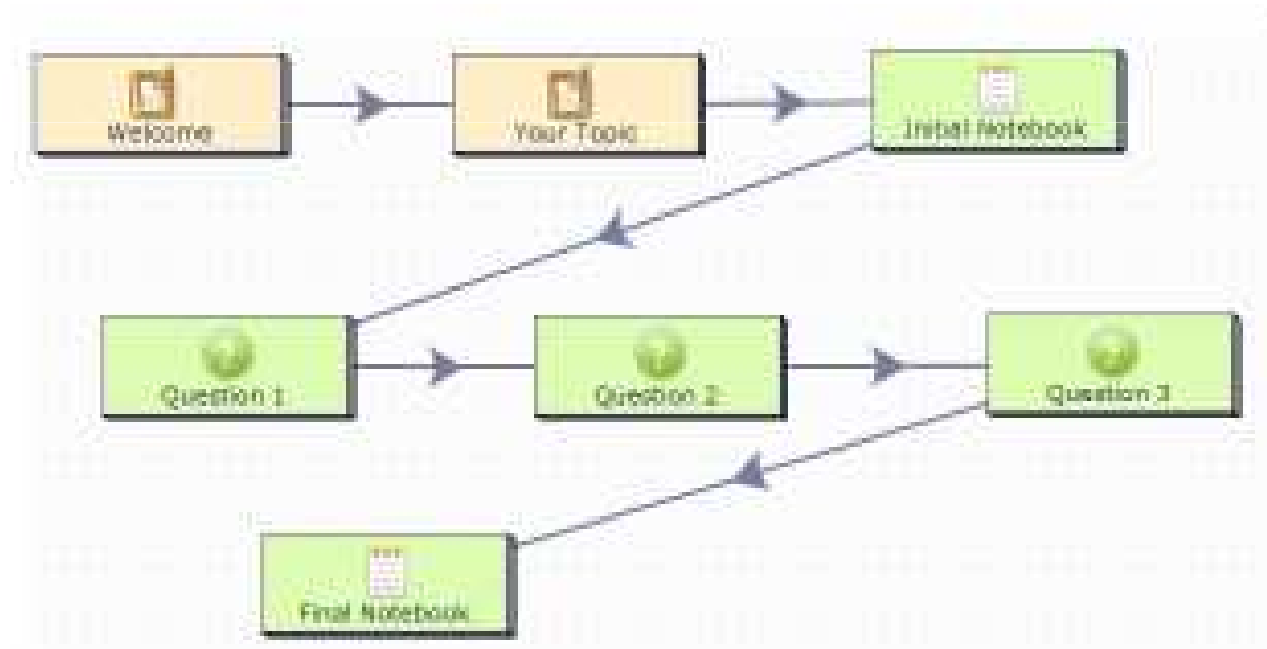 Welcome
Your Topic
Initial Notebook
Question 1
Question 2
Question 3
Final Notebook